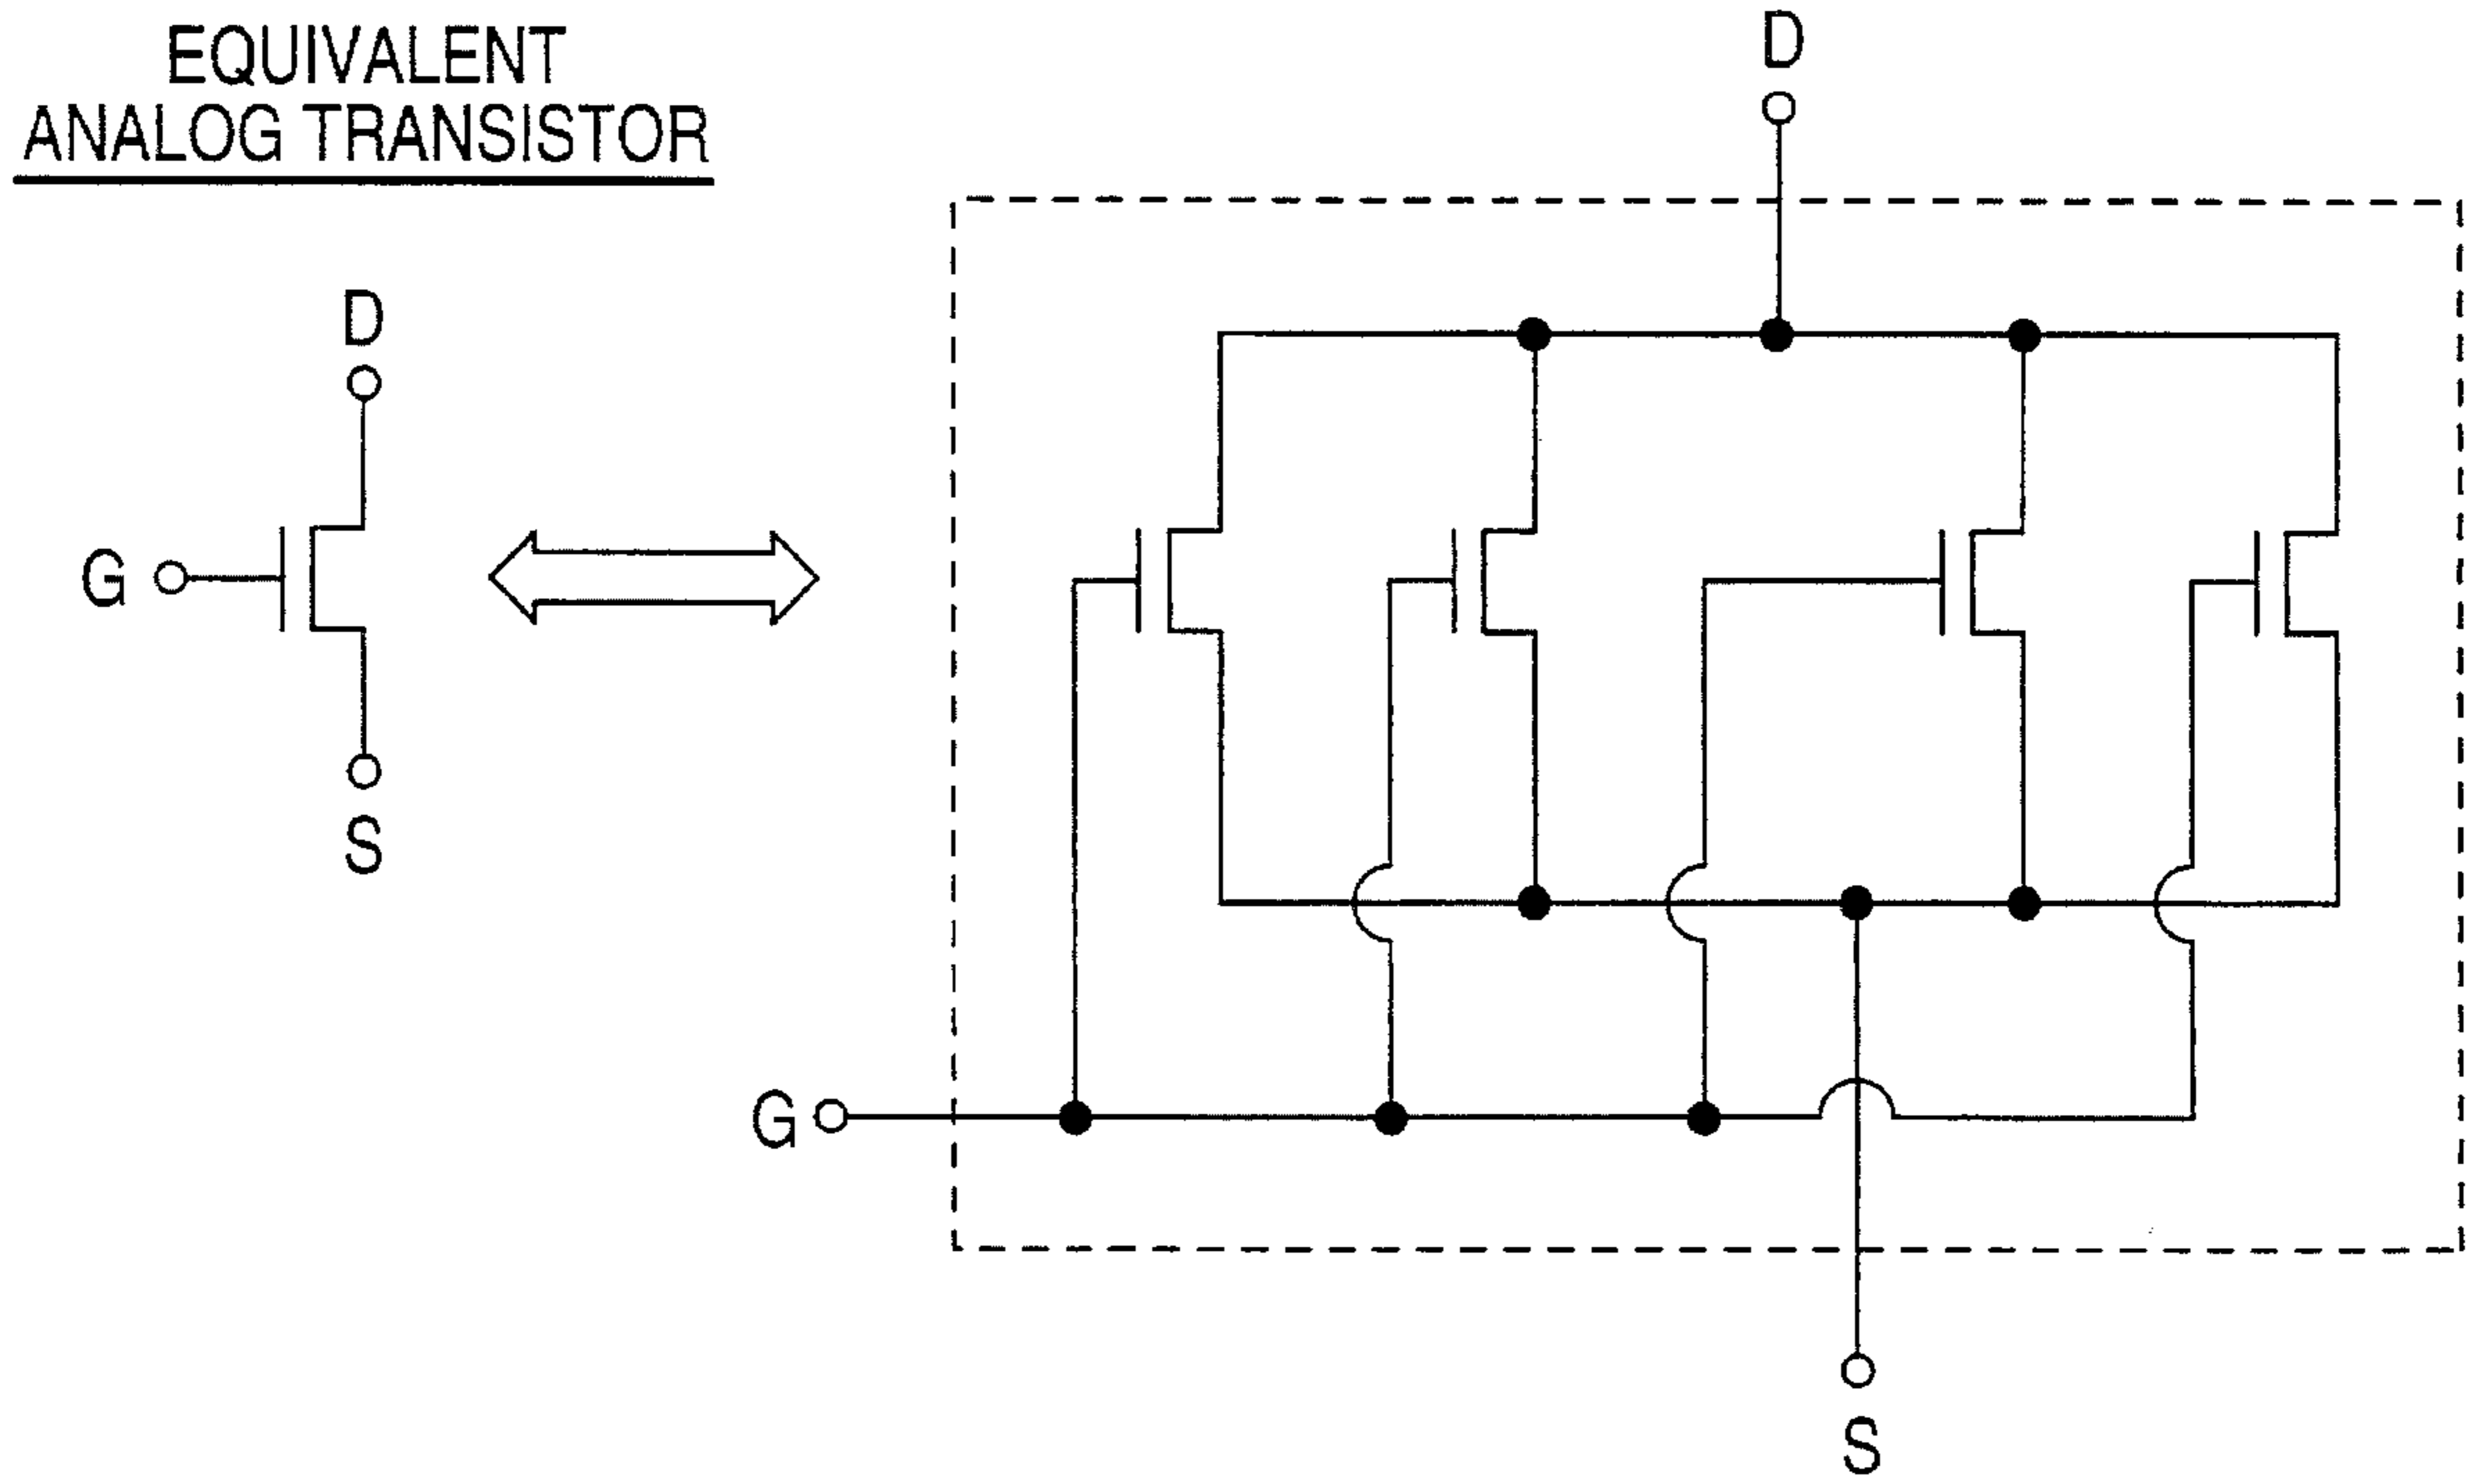 EQUIVALENT
ANALOG TRANSISTOR
D
G
S
D
G
S